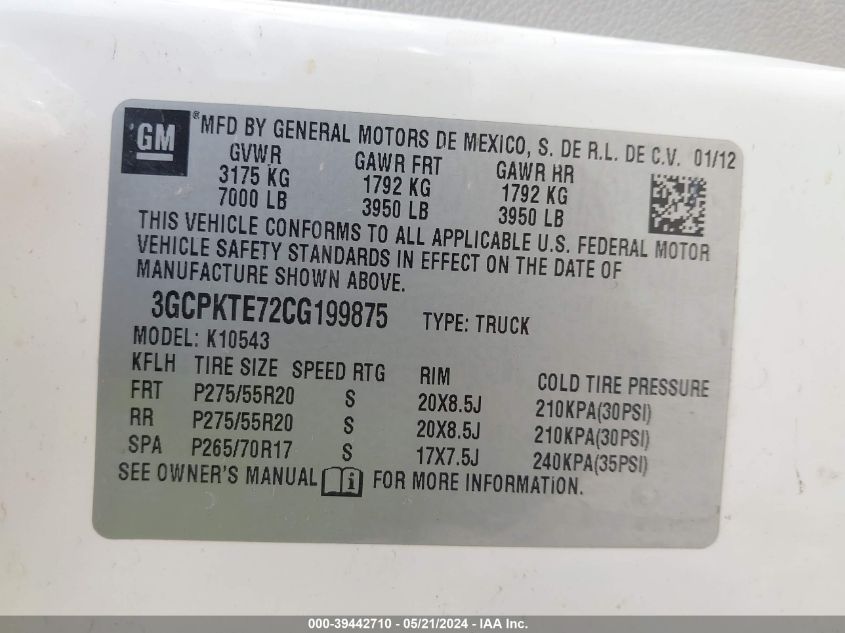 GM ® MFD BY GENERAL MOTORS DE MEXICO, S. DE R.L. DE C.V. 01/12
GVWR GAWR FRT GAWR RR
3175 KG 1792 KG 1792 KG
7000 LB 3950 LB 3950 LB
THIS VEHICLE CONFORMS TO ALL APPLICABLE U.S. FEDERAL MOTOR
VEHICLE SAFETY STANDARDS IN EFFECT ON THE DATE OF
MANUFACTURE SHOWN ABOVE.
3GCPKTE72CG199875 TYPE: TRUCK
MODEL: K10543
KFLH TIRE SIZE SPEED RTG RIM COLD TIRE PRESSURE
FRT P275/55R20 S 20X8.5J 210KPA(30PSI)
RR P275/55R20 S 20X8.5J 210KPA(30PSI)
SPA P265/70R17 S 17X7.5J 240KPA(35PSI)
SEE OWNER'S MANUAL i FOR MORE INFORMATION.
000-39442710 - 05/21/2024 - IAA Inc.